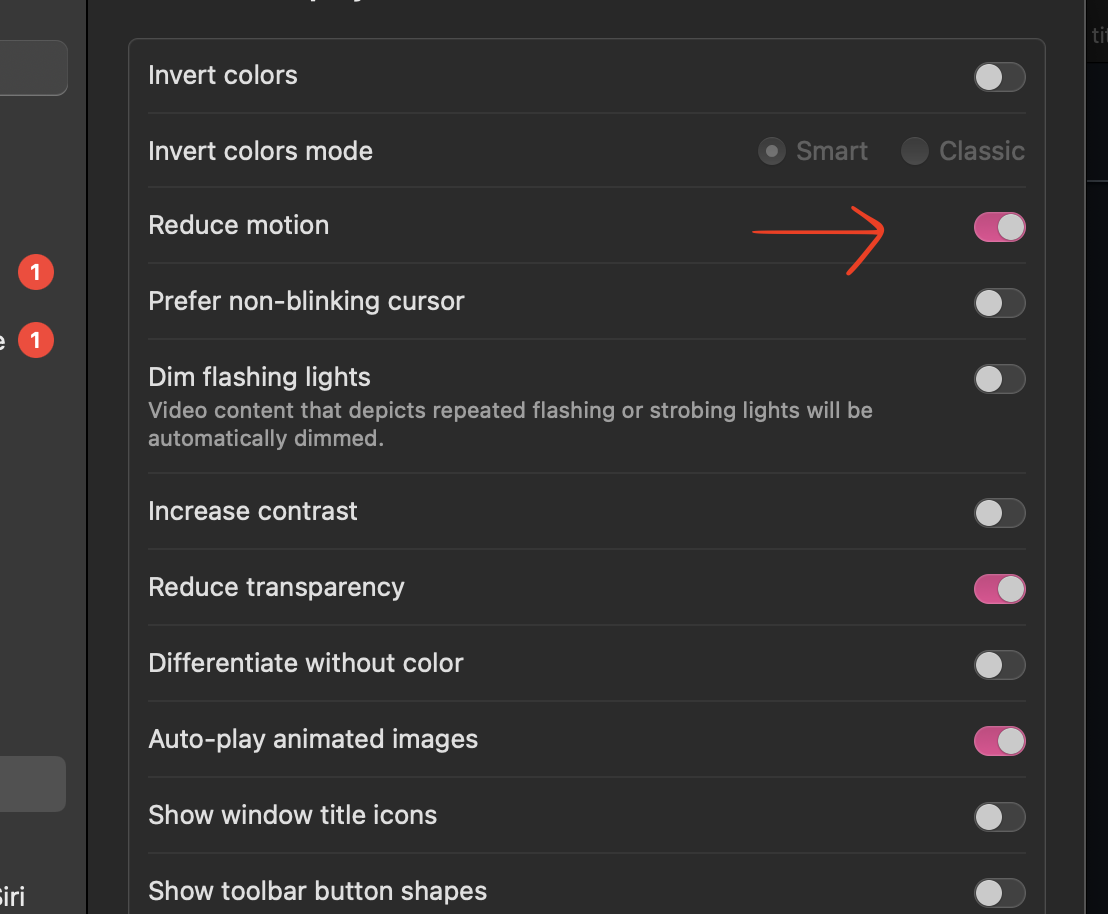 Invert colors
Invert colors mode
Smart
Classic
Reduce motion
1
Prefer non-blinking cursor
1
Dim flashing lights
Video content that depicts repeated flashing or strobing lights will be
automatically dimmed.
Increase contrast
Reduce transparency
Differentiate without color
Auto-play animated images
Show window title icons
Show toolbar button shapes
Siri